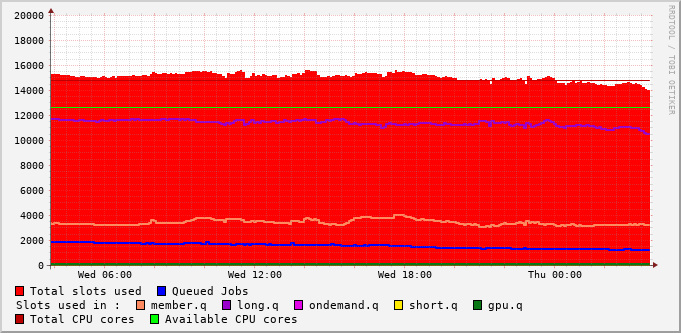 RRDTOOL / TOBI OETIKER
20000
18000
16000
14000
12000
10000
8000
6000
4000
2000
0
Wed 06:00 Wed 12:00 Wed 18:00 Thu 00:00
Total slots used Queued Jobs
Slots used in : member.q long.q ondemand.q short.q gpu.q
Total CPU cores Available CPU cores